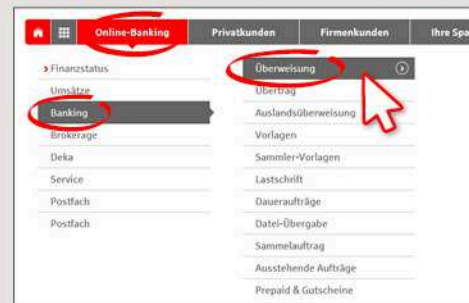 Online-Banking Privatkunden Firmenkunden Ihre Spa
Finanzstatus
Umsätze
Banking
Brokerage
Deka
Service
Postfach
Postfach
Überweisung
Übertrag
Auslandsüberweisung
Vorlagen
Sammler-Vorlagen
Lastschrift
Daueraufträge
Datei-Übergabe
Sammelauftrag
Ausstehende Aufträge
Prepaid & Gutscheine